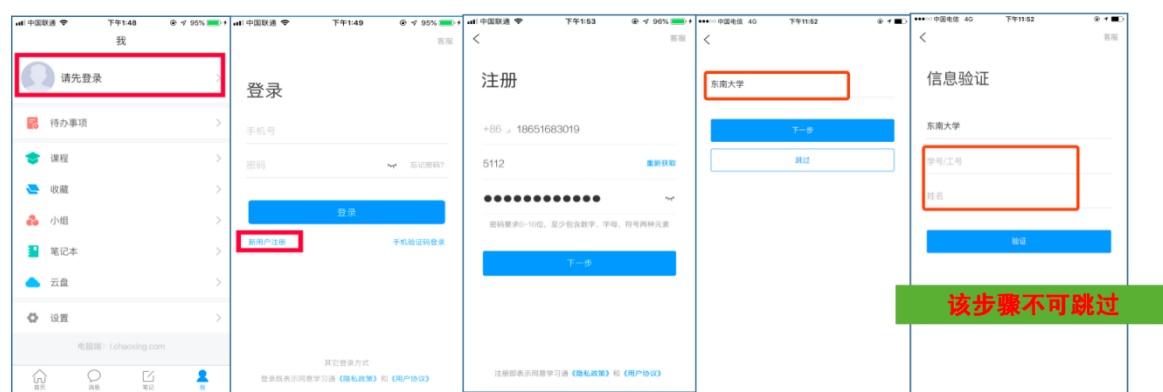 中国联通 下午1:48 95%
我
请先登录
待办事项
课程
收藏
小组
笔记本
云盘
设置
电脑端: i.chaoxing.com
首页 消息 笔记 我
中国联通 下午1:49 95%
客服
登录
手机号
密码 忘记密码?
登录
新用户注册 手机验证码登录
其它登录方式
登录既表示同意学习通《隐私政策》和《用户协议》
中国联通 下午1:53 96%
客服
注册
+86 18651683019
5112 重新获取
●●●●●●●●●●●●
密码要求6-16位, 至少包含数字、字母、符号两种元素
下一步
注册即表示同意学习通《隐私政策》和《用户协议》
中国电信 4G 下午11:52
东南大学
下一步
跳过
中国电信 4G 下午11:52
客服
信息验证
东南大学
学号/工号
姓名
验证
该步骤不可跳过